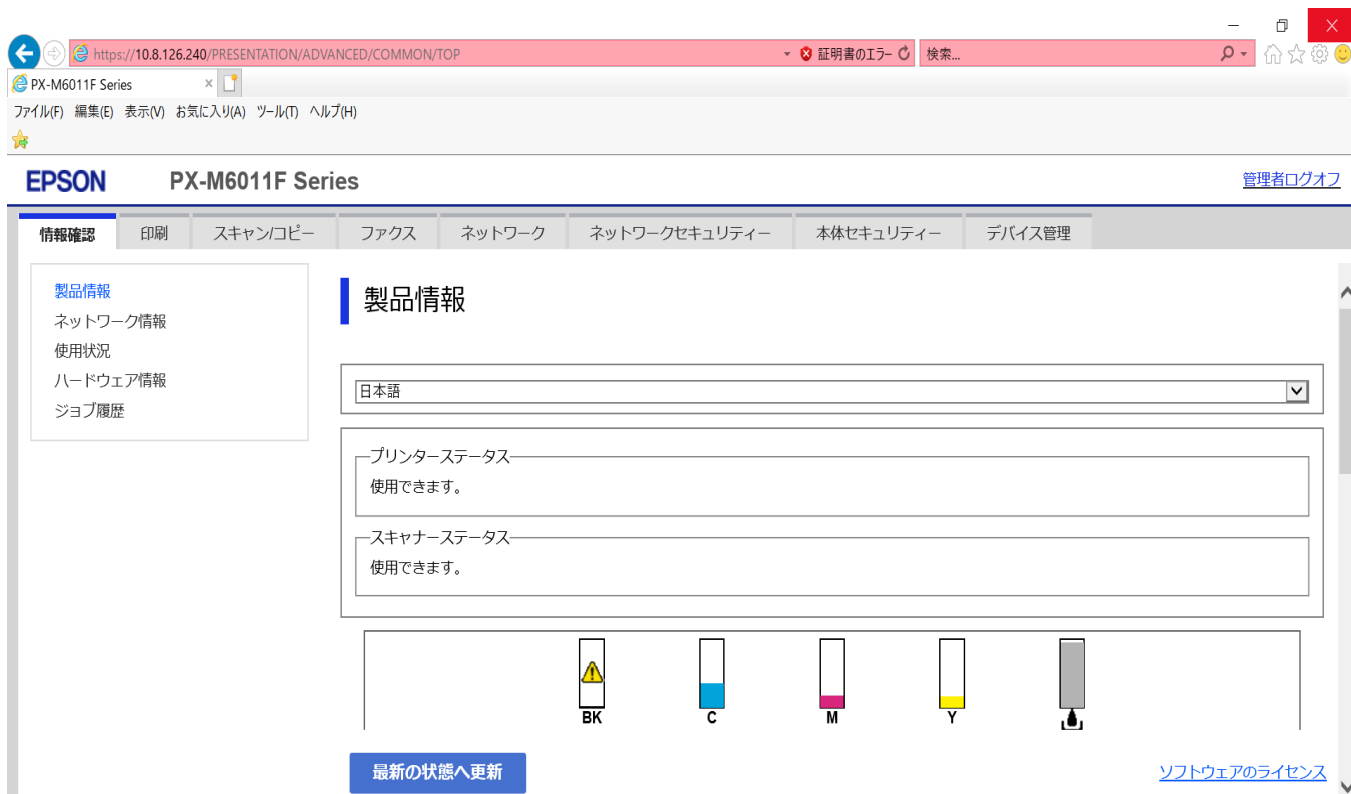 https://10.8.126.240/PRESENTATION/ADVANCED/COMMON/TOP 証明書のエラー 検索...
PX-M6011F Series
ファイル(F) 編集(E) 表示(V) お気に入り(A) ツール(T) ヘルプ(H)
EPSON PX-M6011F Series 管理者ログオフ
情報確認 印刷 スキャン/コピー ファクス ネットワーク ネットワークセキュリティー 本体セキュリティー デバイス管理
製品情報
ネットワーク情報
使用状況
ハードウェア情報
ジョブ履歴
製品情報
日本語
プリンターステータス
使用できます。
スキャナーステータス
使用できます。
BK C M Y
最新の状態へ更新 ソフトウェアのライセンス